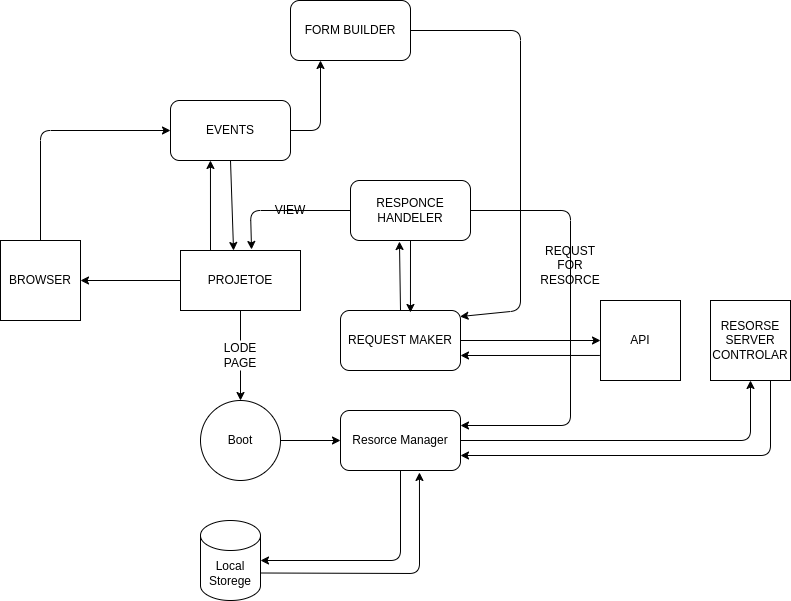 FORM BUILDER
EVENTS
RESPONCE
HANDELER
VIEW
REQUST
FOR
RESORCE
BROWSER
PROJETOE
LODE
PAGE
REQUEST MAKER
API
RESORSE
SERVER
CONTROLAR
Boot
Resorce Manager
Local
Storege